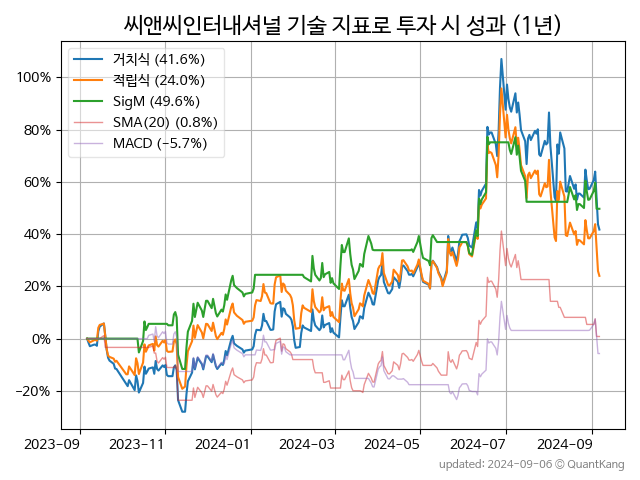 씨앤씨인터내셔널 기술 지표로 투자 시 성과 (1년)
거치식 (41.6%)
적립식 (24.0%)
SigM (49.6%)
SMA(20) (0.8%)
MACD (−5.7%)
100%
80%
60%
40%
20%
0%
−20%
2023-09 2023-11 2024-01 2024-03 2024-05 2024-07 2024-09
updated: 2024-09-06 © QuantKang